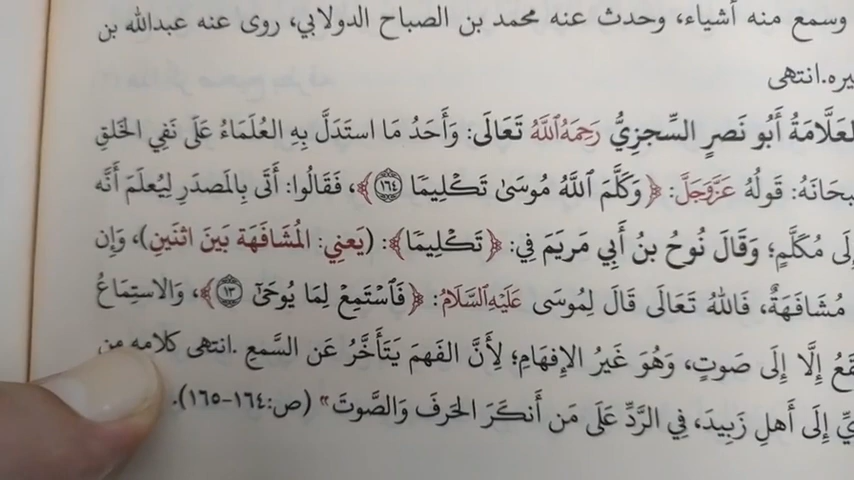 وسمع منه أشياء، وحدث عنه محمد بن الصباح الدولابي، روى عنه عبدالله بن
يره.انتهى
لعَلَّامَةُ أَبُو نَصرٍ السِّجزِيُّ رَحِمَهُ ٱللَّهُ تَعَالَى: وَأَحَدُ مَا استَدَلَّ بِهِ العُلَمَاءُ عَلَى نَفيِ الخَلقِ
بحَانَهُ: قَولُهُ عَزَّوَجَلَّ: ﴿وَكَلَّمَ ٱللَّهُ مُوسَىٰ تَكۡلِيمٗا ١٦٤﴾، فَقَالُوا: أَتَى بِالمَصدَرِ لِيُعلَمَ أَنَّه
إِلَى مُكَلَّمٍ؛ وَقَالَ نُوحُ بنُ أَبِي مَريَمَ فِي: ﴿تَكۡلِيمٗا﴾: (يَعنِي: المُشَافَهَة بَينَ اثنَينِ)، وَإِن
مُشَافَهَةٌ، فَاللهُ تَعَالَى قَالَ لِمُوسَى عَلَيْهِ ٱلسَّلَامُ: ﴿فَٱسۡتَمِعۡ لِمَا يُوحَىٰٓ ١٣﴾، وَالاستِمَاعُ
قَعُ إِلَّا إِلَى صَوتٍ، وَهُوَ غَيرُ الإِفهَامِ؛ لِأَنَّ الفَهمَ يَتَأَخَّرُ عَن السَّمعِ .انتهى كلامه من
يِّ إِلَى أَهلِ زَبِيدَ، فِي الرَّدِّ عَلَى مَن أَنكَرَ الحَرفَ وَالصَّوتَ» (ص:١٦٤-١٦٥).